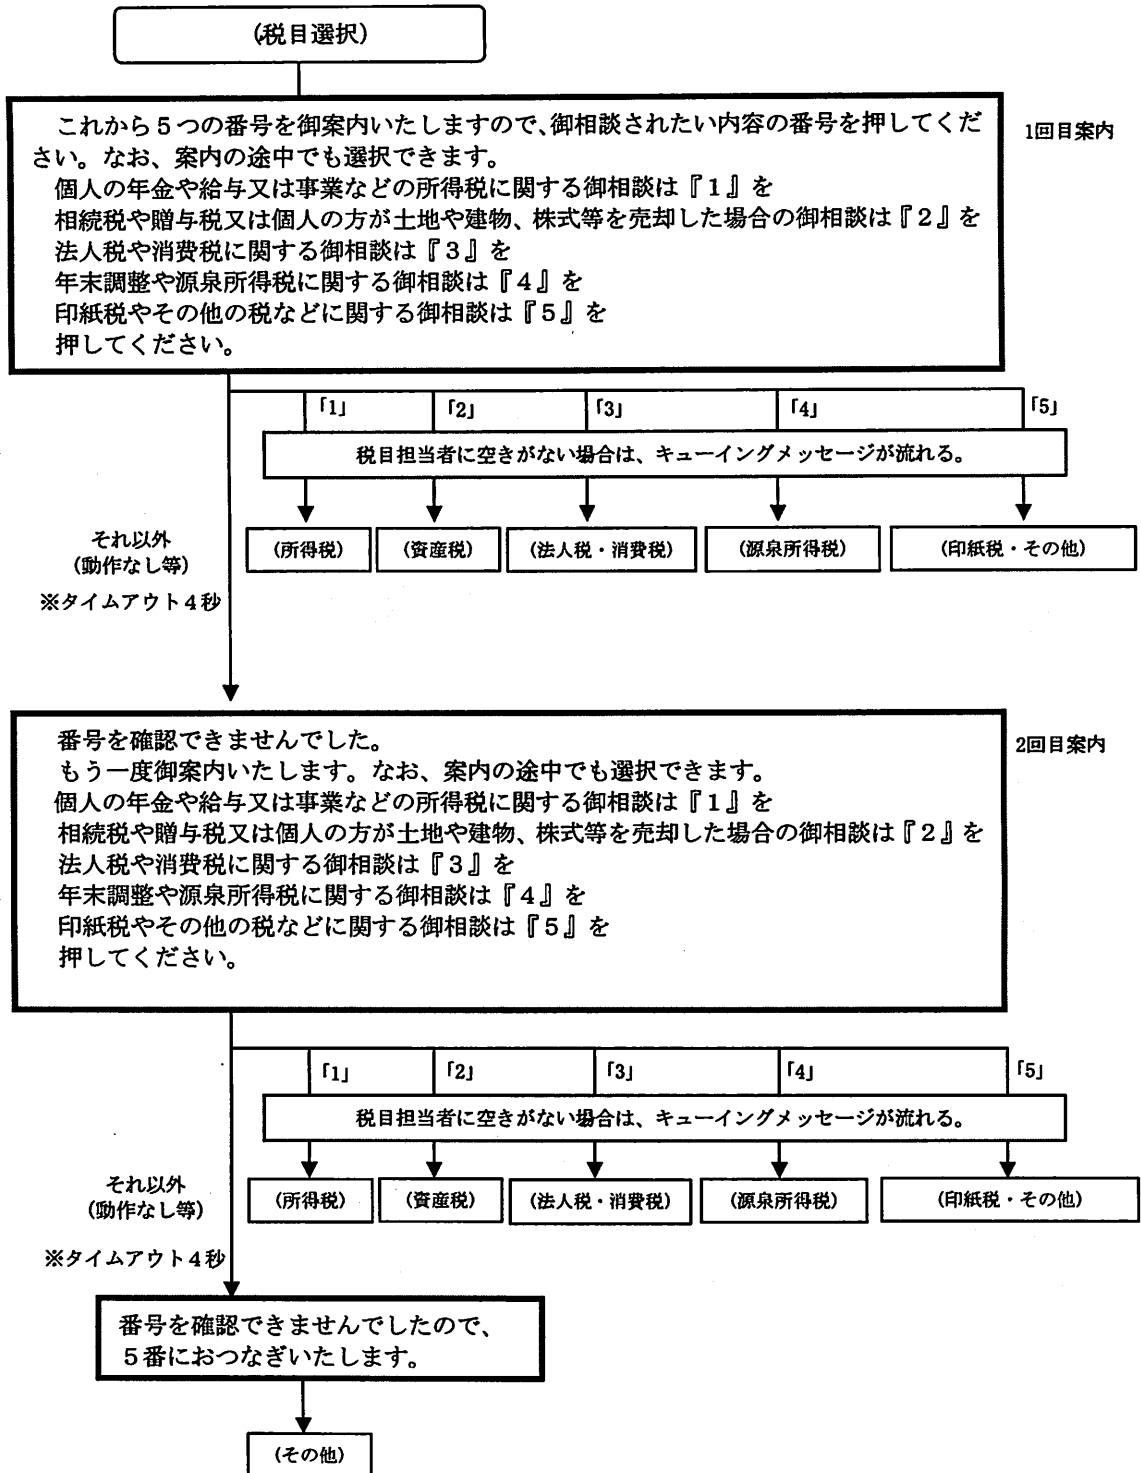 (税目選択)
これから5つの番号を御案内いたしますので、御相談されたい内容の番号を押してくだ
さい。なお、案内の途中でも選択できます。
個人の年金や給与又は事業などの所得税に関する御相談は『1』を
相続税や贈与税又は個人の方が土地や建物、株式等を売却した場合の御相談は『2』を
法人税や消費税に関する御相談は『3』を
年末調整や源泉所得税に関する御相談は『4』を
印紙税やその他の税などに関する御相談は『5』を
押してください。
1回目案内
「1」
「2」
「3」
「4」
「5」
税目担当者に空きがない場合は、キューイングメッセージが流れる。
それ以外
(動作なし等)
※タイムアウト4秒
(所得税)
(資産税)
(法人税・消費税)
(源泉所得税)
(印紙税・その他)
番号を確認できませんでした。
もう一度御案内いたします。なお、案内の途中でも選択できます。
個人の年金や給与又は事業などの所得税に関する御相談は『1』を
相続税や贈与税又は個人の方が土地や建物、株式等を売却した場合の御相談は『2』を
法人税や消費税に関する御相談は『3』を
年末調整や源泉所得税に関する御相談は『4』を
印紙税やその他の税などに関する御相談は『5』を
押してください。
2回目案内
「1」
「2」
「3」
「4」
「5」
税目担当者に空きがない場合は、キューイングメッセージが流れる。
それ以外
(動作なし等)
※タイムアウト4秒
(所得税)
(資産税)
(法人税・消費税)
(源泉所得税)
(印紙税・その他)
番号を確認できませんでしたので、
5番におつなぎいたします。
(その他)